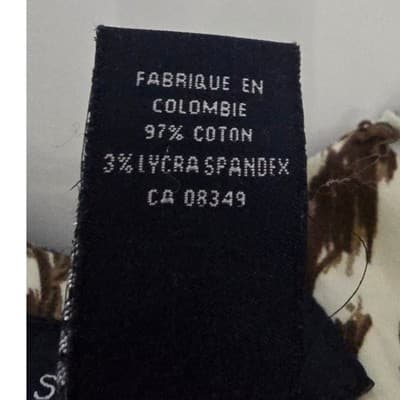 FABRIQUE EN
COLOMBIE
97% COTON
3% LYCRA SPANDEX
CA 08349
S